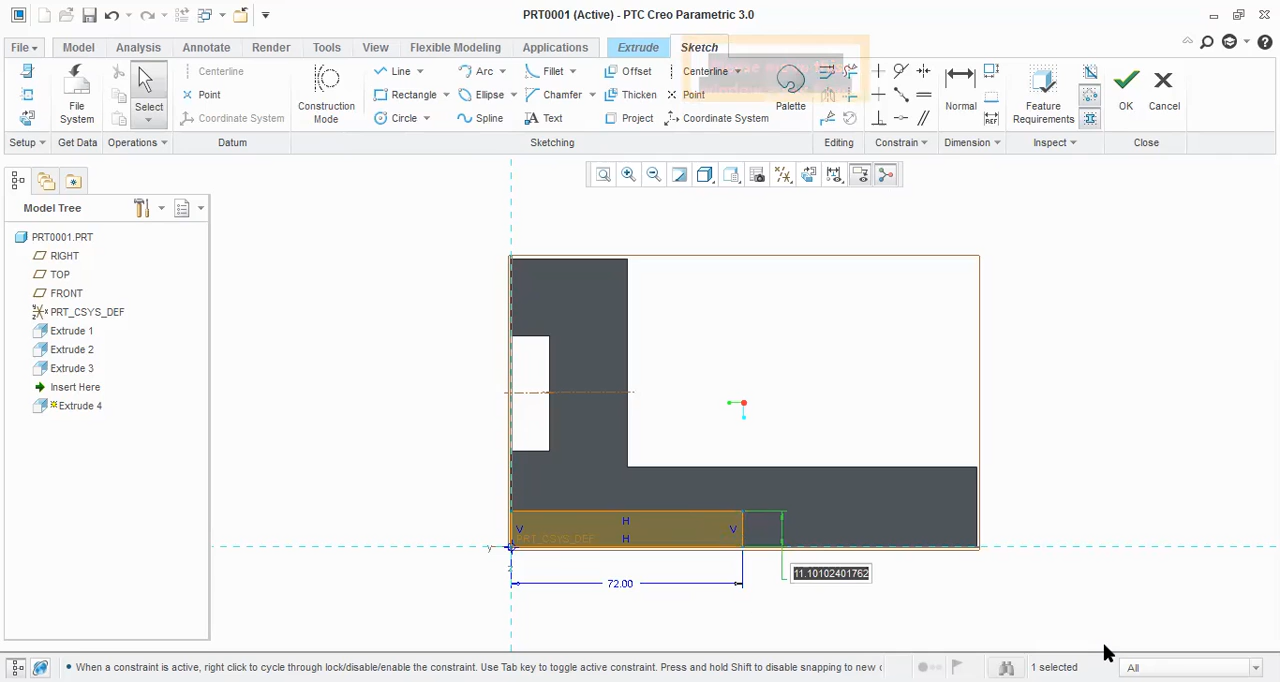 PRT0001 (Active) - PTC Creo Parametric 3.0
File Model Analysis Annotate Render Tools View Flexible Modeling Applications Extrude Sketch
File System
Select
Centerline
Point
Coordinate System
Construction Mode
Line Arc Fillet Offset Centerline
Rectangle Ellipse Chamfer Thicken Point
Circle Spline Text Project Coordinate System
Palette
Normal
Feature Requirements
OK Cancel
Setup Get Data Operations Datum Sketching Editing Constrain Dimension Inspect Close
Model Tree
PRT0001.PRT
RIGHT
TOP
FRONT
PRT_CSYS_DEF
Extrude 1
Extrude 2
Extrude 3
Insert Here
Extrude 4
H
V V
H
PRT_CSYS_DEF
y
z
11.10102401762
72.00
When a constraint is active, right click to cycle through lock/disable/enable the constraint. Use Tab key to toggle active constraint. Press and hold Shift to disable snapping to new c
1 selected
All